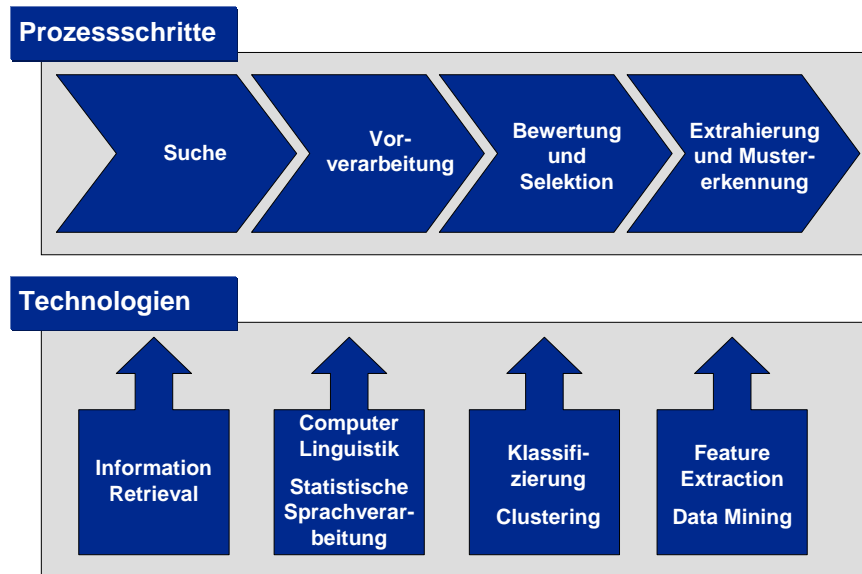 Prozessschritte
Suche
Vor-
verarbeitung
Bewertung
und
Selektion
Extrahierung
und Muster-
erkennung
Technologien
Information
Retrieval
Computer
Linguistik
Statistische
Sprachverar-
beitung
Klassifi-
zierung
Clustering
Feature
Extraction
Data Mining